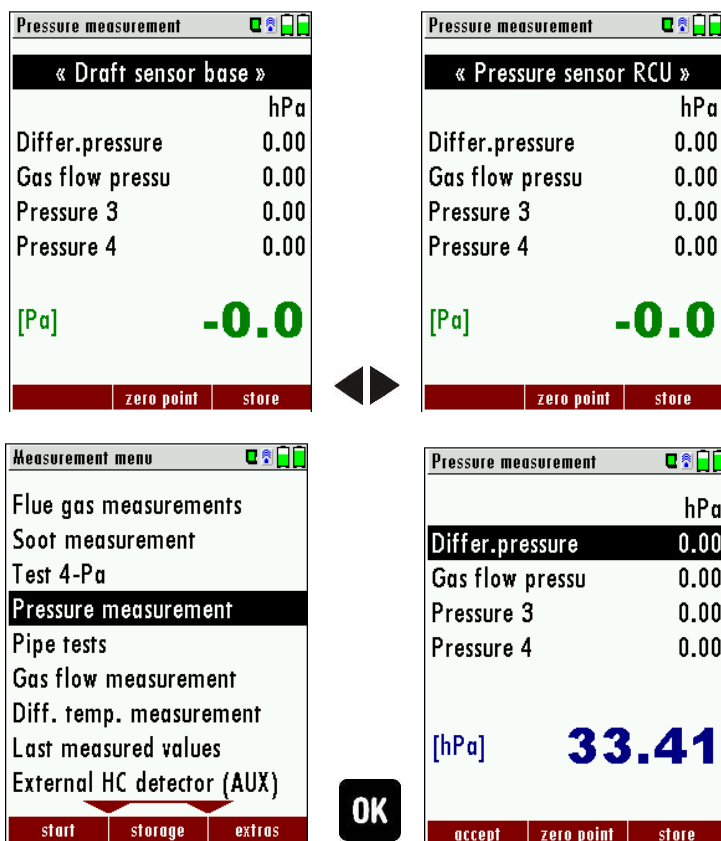 Pressure measurement
« Draft sensor base »
hPa
Differ.pressure 0.00
Gas flow pressu 0.00
Pressure 3 0.00
Pressure 4 0.00
[Pa] -0.0
zero point store
Pressure measurement
« Pressure sensor RCU »
hPa
Differ.pressure 0.00
Gas flow pressu 0.00
Pressure 3 0.00
Pressure 4 0.00
[Pa] -0.0
zero point store
Measurement menu
Flue gas measurements
Soot measurement
Test 4-Pa
Pressure measurement
Pipe tests
Gas flow measurement
Diff. temp. measurement
Last measured values
External HC detector (AUX)
start storage extras
OK
Pressure measurement
hPa
Differ.pressure 0.00
Gas flow pressu 0.00
Pressure 3 0.00
Pressure 4 0.00
[hPa] 33.41
accept zero point store